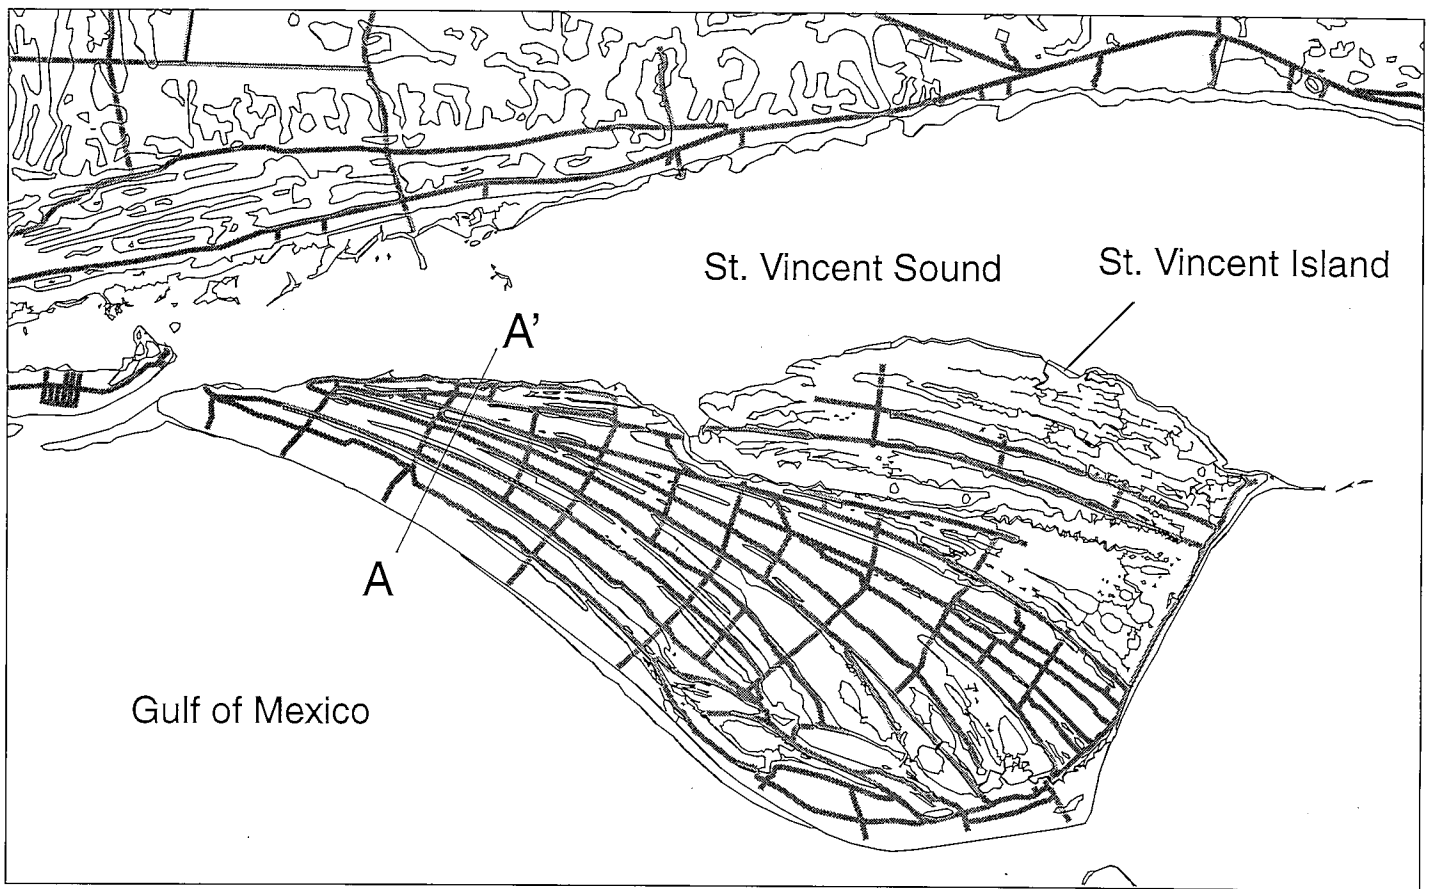 St. Vincent Sound
St. Vincent Island
A'
A
Gulf of Mexico